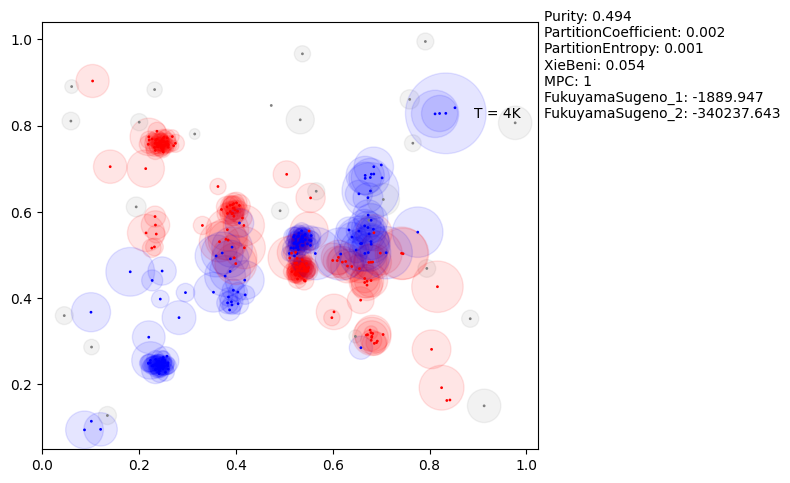 Purity: 0.494
PartitionCoefficient: 0.002
PartitionEntropy: 0.001
XieBeni: 0.054
MPC: 1
FukuyamaSugeno_1: -1889.947
FukuyamaSugeno_2: -340237.643
T = 4K
1.0
0.8
0.6
0.4
0.2
0.0 0.2 0.4 0.6 0.8 1.0